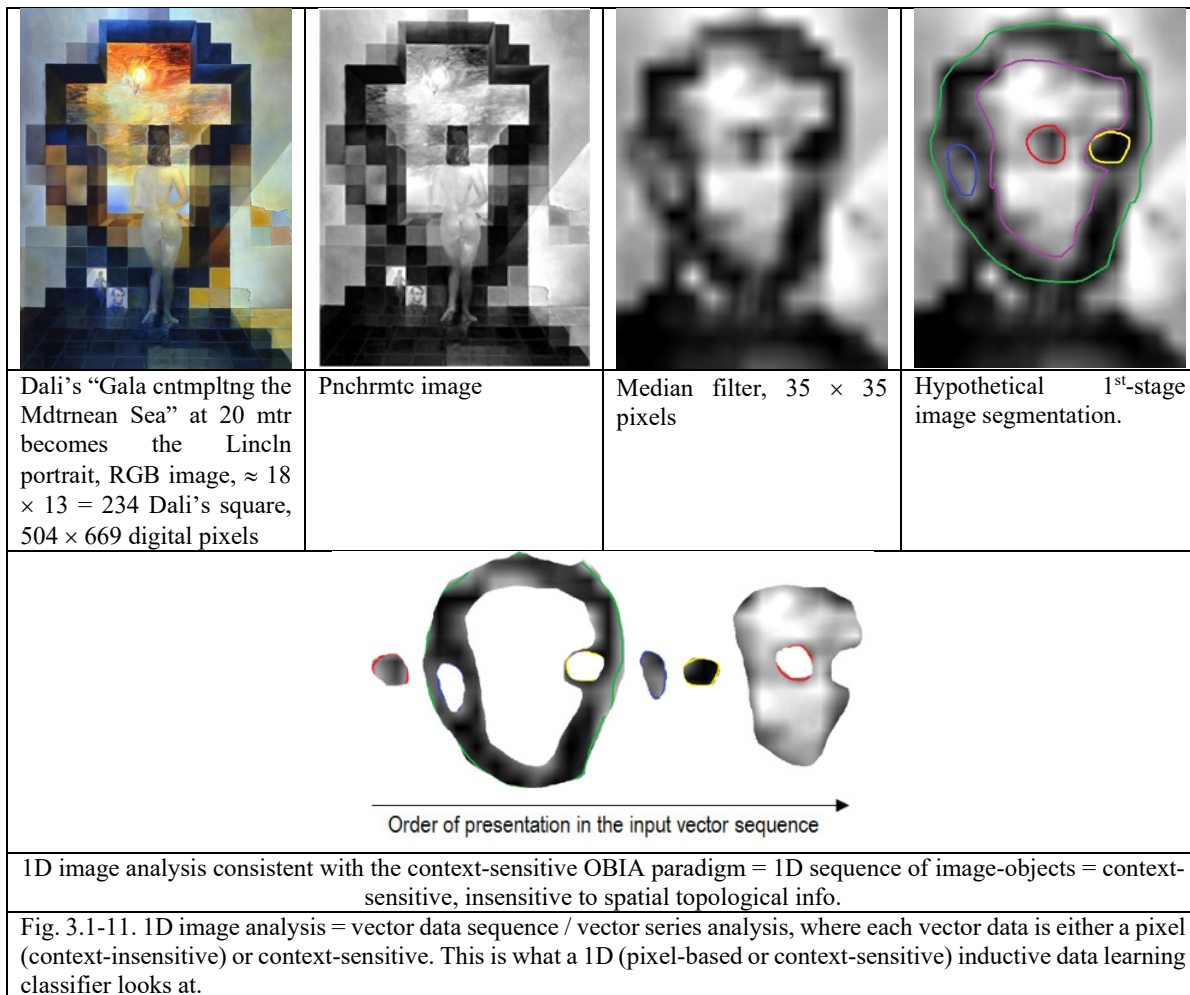 Dali’s “Gala cntmpltng the
Mdtrnean Sea” at 20 mtr
becomes the Lincln
portrait, RGB image, ≈ 18
× 13 = 234 Dali’s square,
504 × 669 digital pixels
Pnchrmtc image
Median filter, 35 × 35
pixels
Hypothetical 1st-stage
image segmentation.
Order of presentation in the input vector sequence
1D image analysis consistent with the context-sensitive OBIA paradigm = 1D sequence of image-objects = context-
sensitive, insensitive to spatial topological info.
Fig. 3.1-11. 1D image analysis = vector data sequence / vector series analysis, where each vector data is either a pixel
(context-insensitive) or context-sensitive. This is what a 1D (pixel-based or context-sensitive) inductive data learning
classifier looks at.